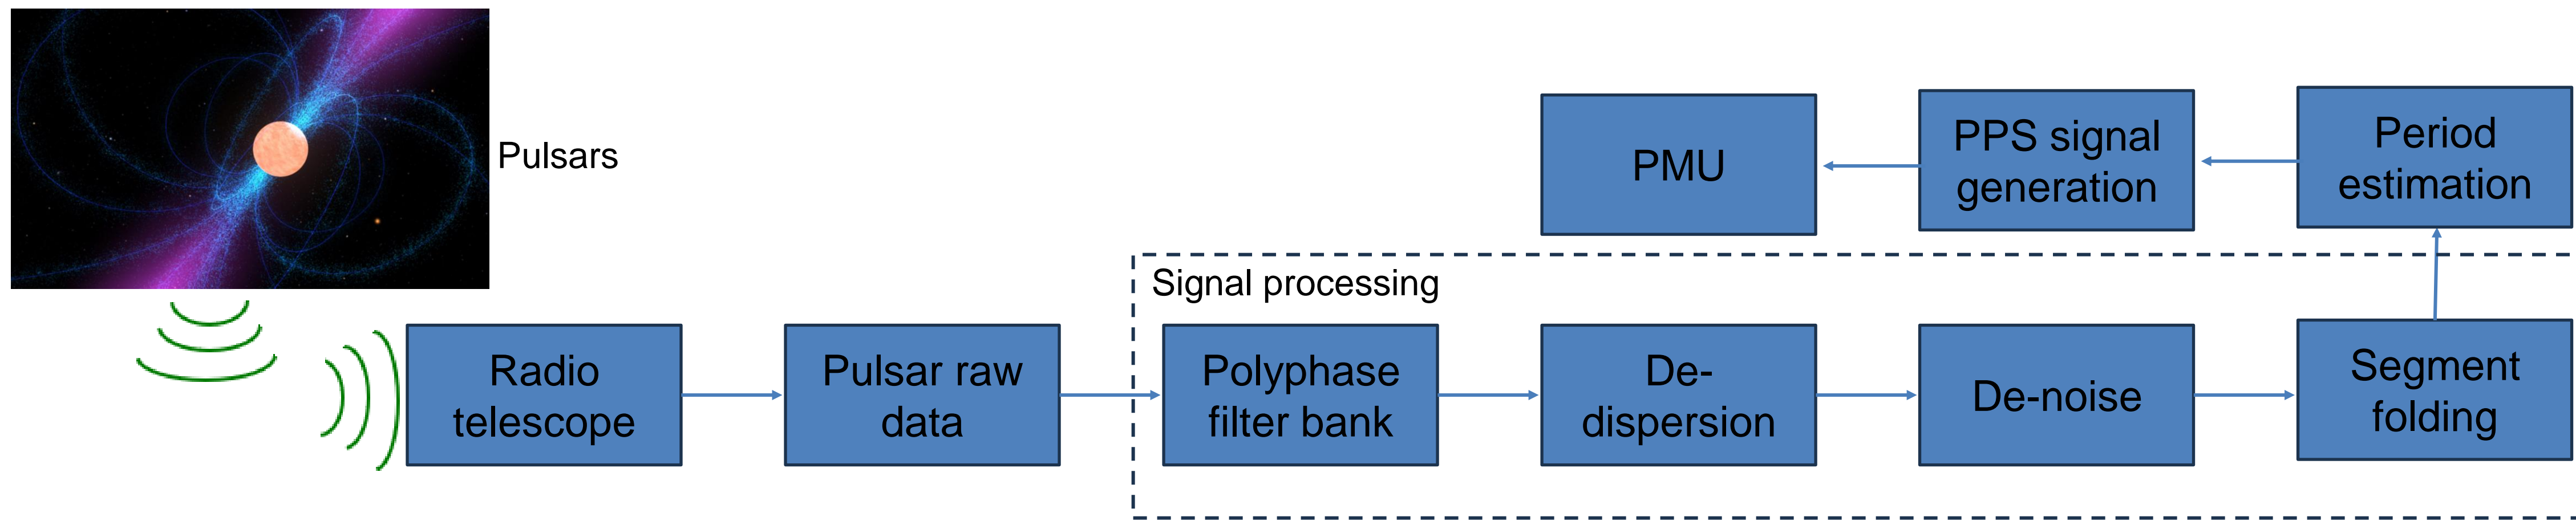 Pulsars
PMU
PPS signal
generation
Period
estimation
Signal processing
Radio
telescope
Pulsar raw
data
Polyphase
filter bank
De-
dispersion
De-noise
Segment
folding